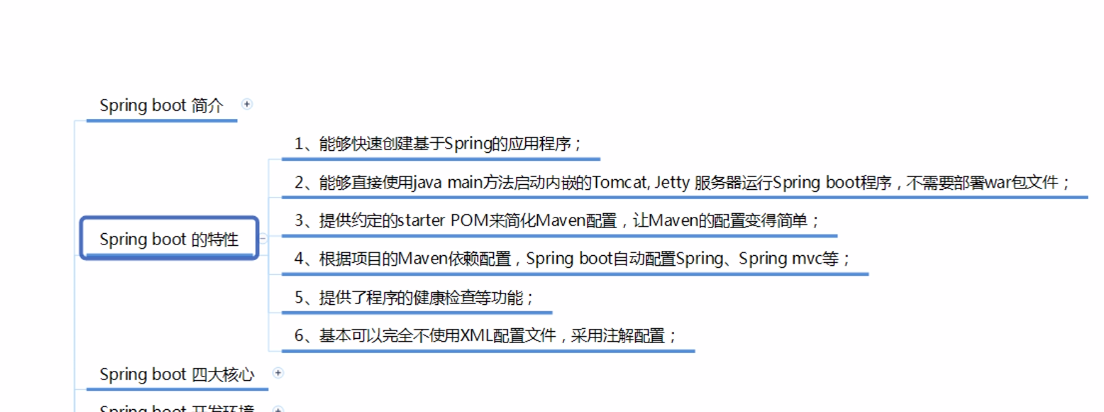 Spring boot 简介
1、能够快速创建基于Spring的应用程序；
2、能够直接使用java main方法启动内嵌的Tomcat, Jetty 服务器运行Spring boot程序，不需要部署war包文件；
3、提供约定的starter POM来简化Maven配置，让Maven的配置变得简单；
Spring boot 的特性
4、根据项目的Maven依赖配置，Spring boot自动配置Spring、Spring mvc等；
5、提供了程序的健康检查等功能；
6、基本可以完全不使用XML配置文件，采用注解配置；
Spring boot 四大核心
Spring boot 开发环境